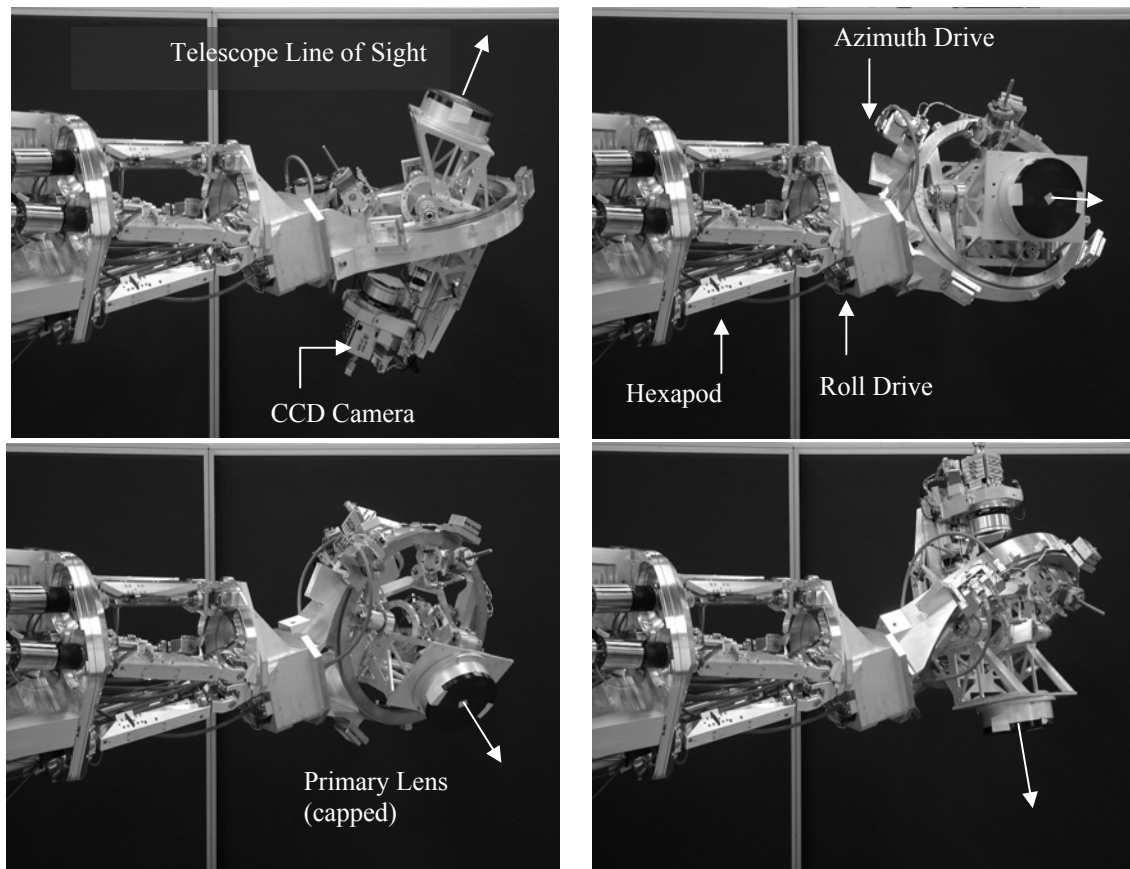 Telescope Line of Sight
CCD Camera
Azimuth Drive
Hexapod
Roll Drive
Primary Lens
(capped)